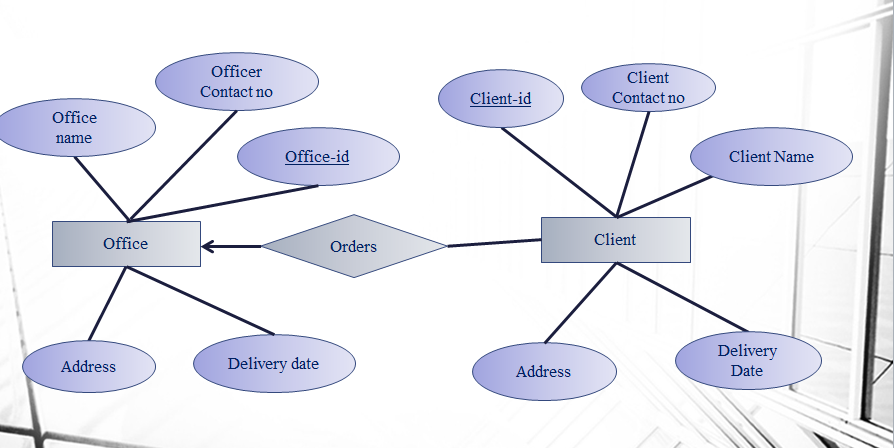 Officer
Contact no
Office
name
Office-id
Client-id
Client
Contact no
Client Name
Office
Orders
Client
Address
Delivery date
Address
Delivery
Date